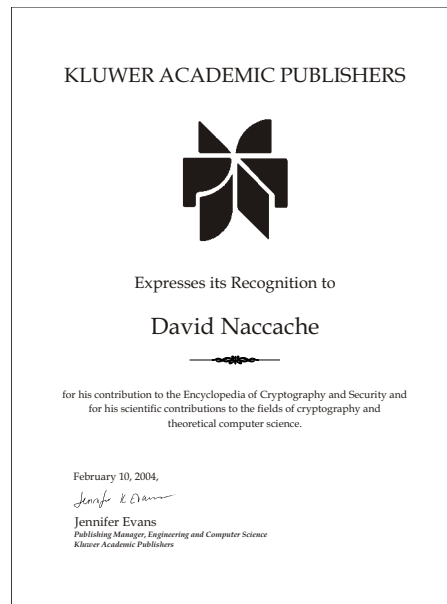 KLUWER ACADEMIC PUBLISHERS
Expresses its Recognition to
David Naccache
for his contribution to the Encyclopedia of Cryptography and Security and
for his scientific contributions to the fields of cryptography and
theoretical computer science.
February 10, 2004,
Jennifer K Evans
Jennifer Evans
Publishing Manager, Engineering and Computer Science
Kluwer Academic Publishers